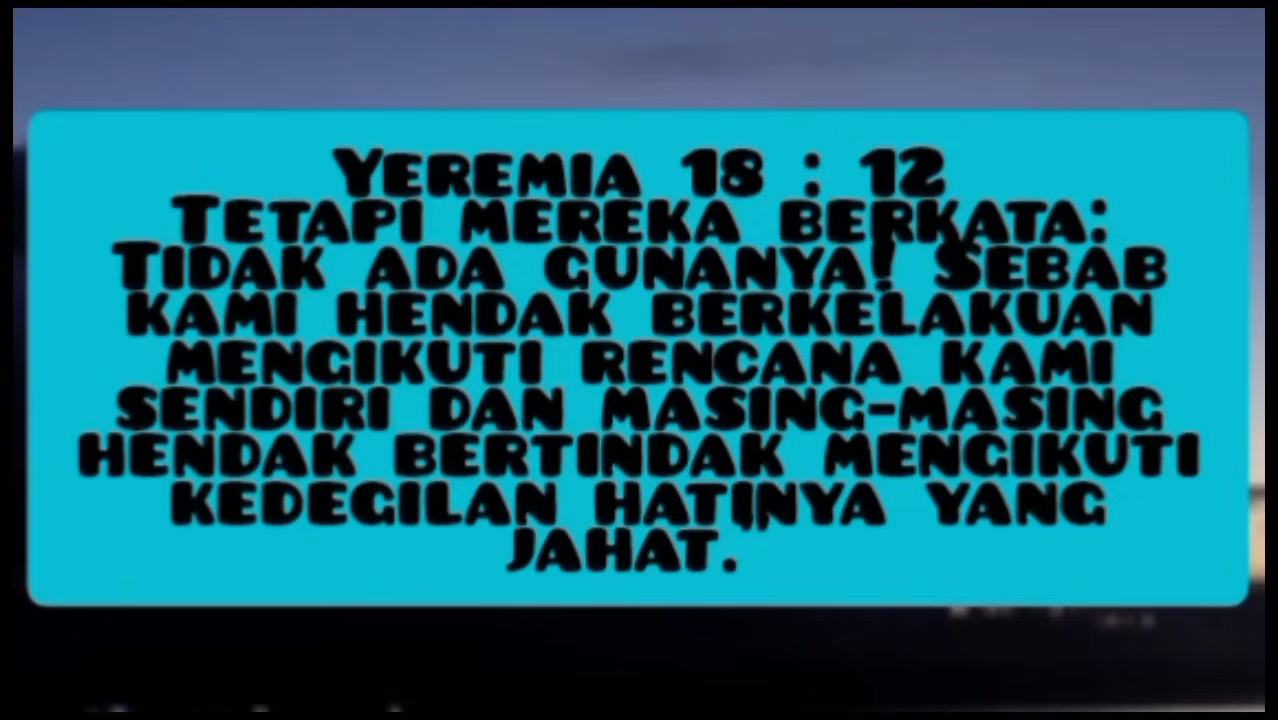 Yeremia 18 : 12
Tetapi mereka berkata:
Tidak ada gunanya! Sebab
kami hendak berkelakuan
mengikuti rencana kami
sendiri dan masing-masing
hendak bertindak mengikuti
kedegilan hatinya yang
jahat."